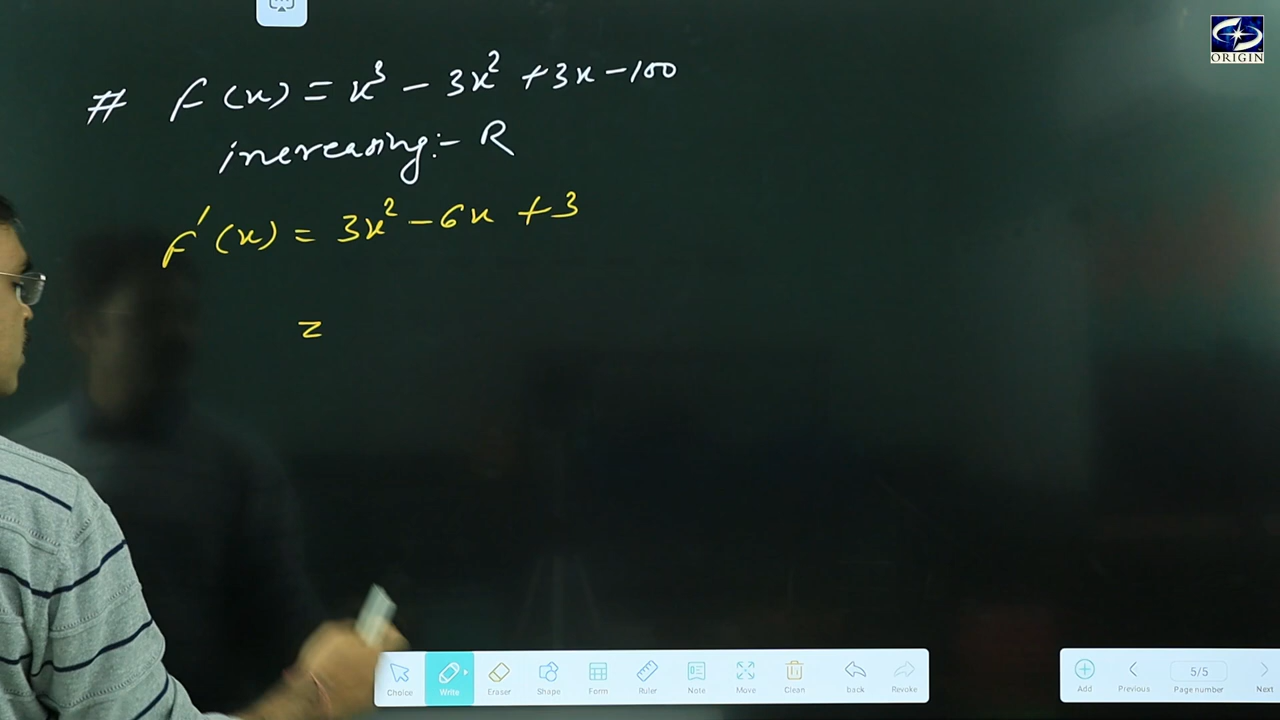 ORIGIN
# f(x) = x³ - 3x² + 3x - 100
increasing:- R
f'(x) = 3x² - 6x + 3
=
Choice Write Eraser Shape Form Ruler Note Move Clean back Revoke
Add Previous 5/5 Page number Next